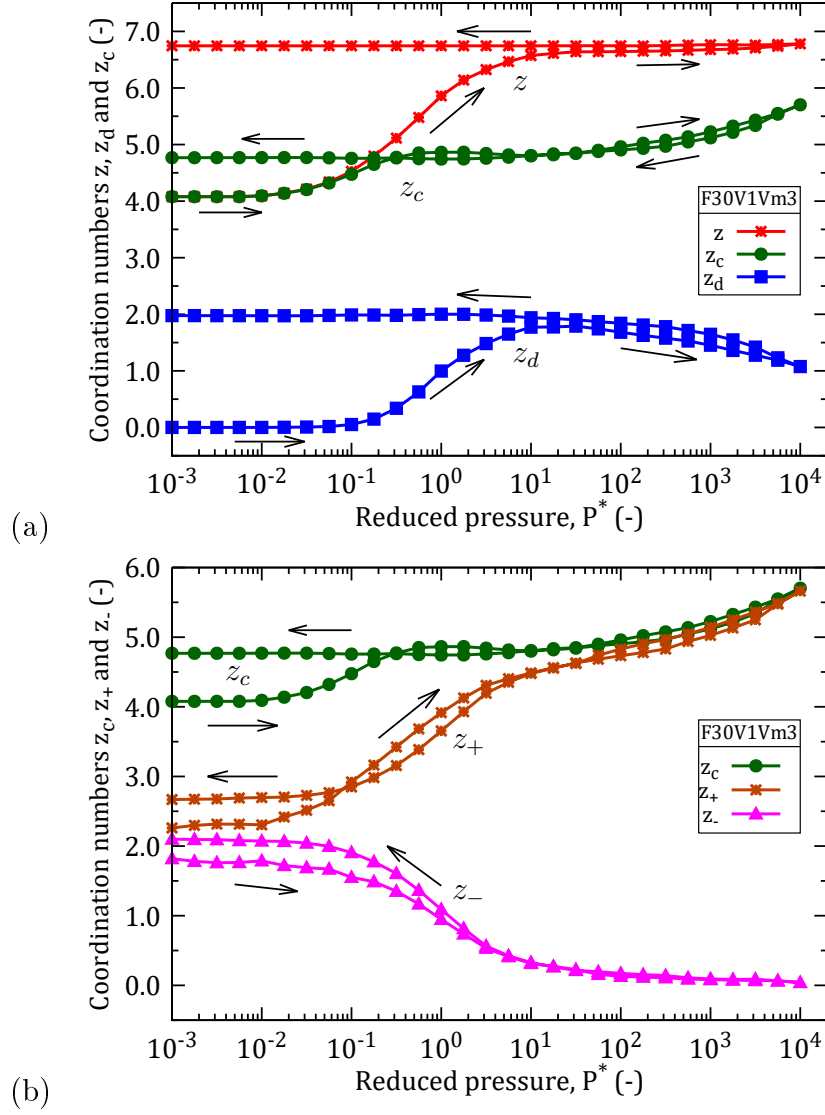 Coordination numbers z, z_d and z_c (-)
7.0
6.0
5.0
4.0
3.0
2.0
1.0
0.0
z
z_c
z_d
F30V1Vm3
z
z_c
z_d
10^-3 10^-2 10^-1 10^0 10^1 10^2 10^3 10^4
Reduced pressure, P^* (-)
(a)
Coordination numbers z_c, z_+ and z_- (-)
6.0
5.0
4.0
3.0
2.0
1.0
0.0
z_c
z_+
z_-
F30V1Vm3
z_c
z_+
z_-
10^-3 10^-2 10^-1 10^0 10^1 10^2 10^3 10^4
Reduced pressure, P^* (-)
(b)